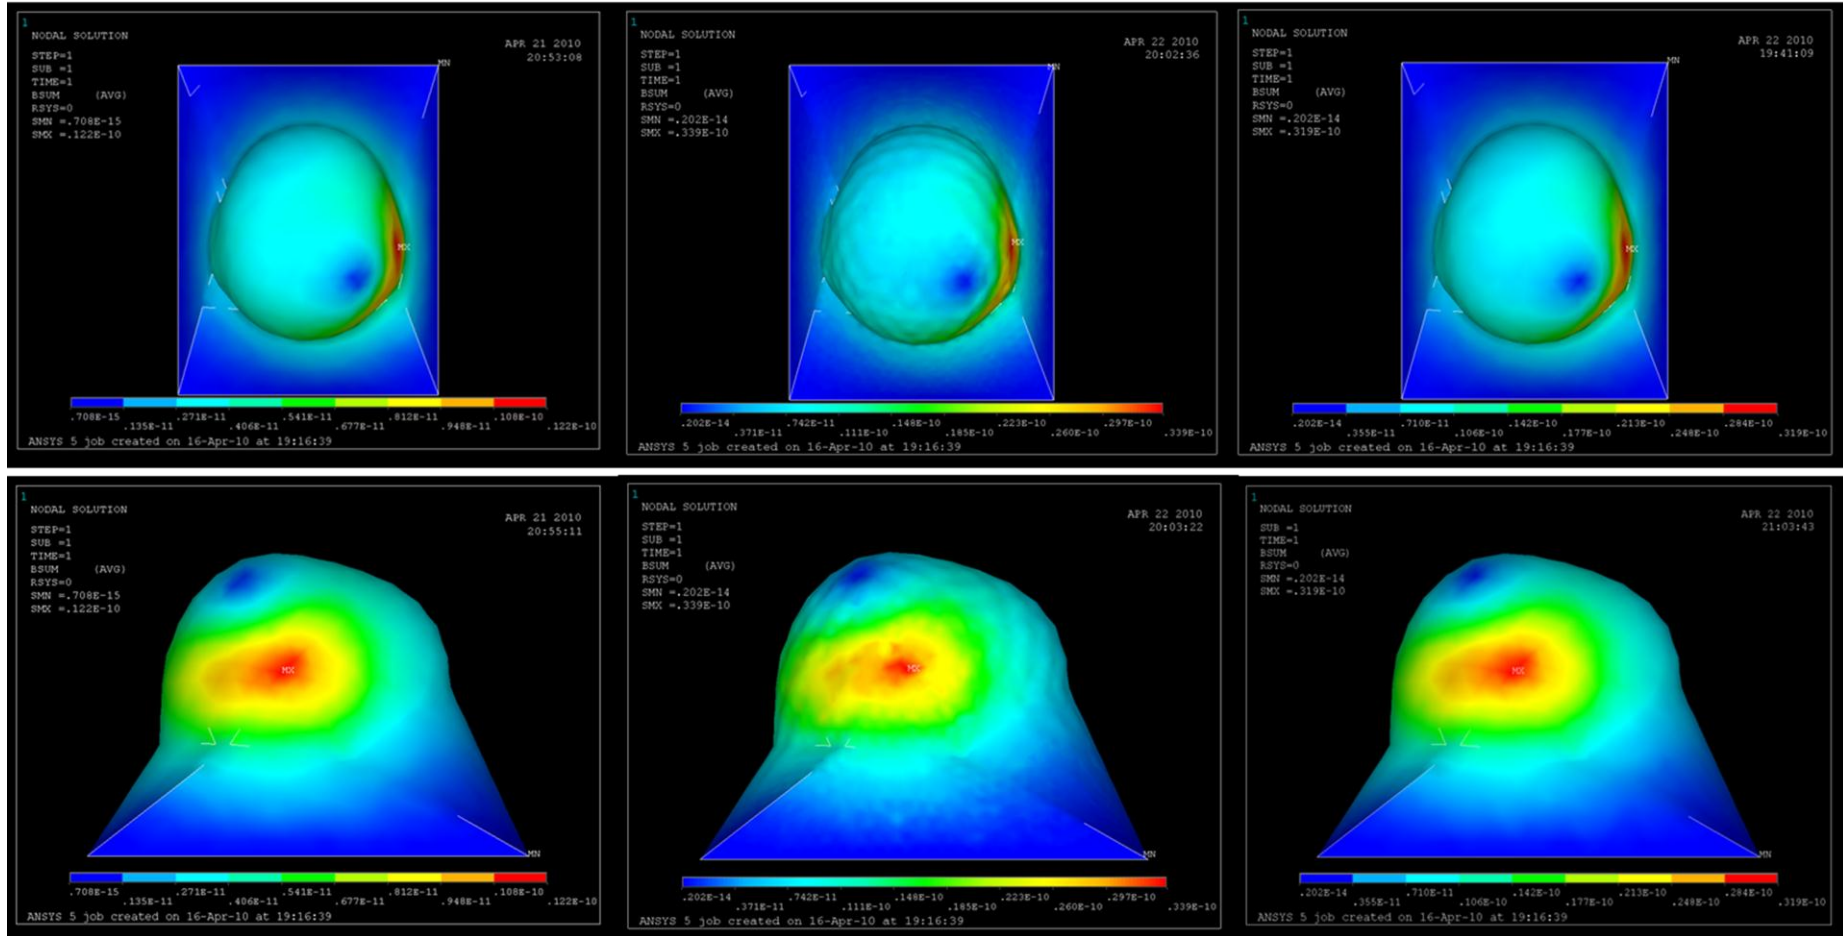 1
NODAL SOLUTION
APR 21 2010
20:53:08
STEP=1
SUB =1
TIME=1
BSUM (AVG)
RSYS=0
SMN =.708E-15
SMX =.122E-10
MN
MX
.708E-15 .271E-11 .541E-11 .812E-11 .108E-10
.135E-11 .406E-11 .677E-11 .948E-11 .122E-10
ANSYS 5 job created on 16-Apr-10 at 19:16:39
1
NODAL SOLUTION
APR 22 2010
20:02:36
STEP=1
SUB =1
TIME=1
BSUM (AVG)
RSYS=0
SMN =.202E-14
SMX =.339E-10
MN
MX
.202E-14 .742E-11 .148E-10 .223E-10 .297E-10
.371E-11 .111E-10 .185E-10 .260E-10 .339E-10
ANSYS 5 job created on 16-Apr-10 at 19:16:39
1
NODAL SOLUTION
APR 22 2010
19:41:09
STEP=1
SUB =1
TIME=1
BSUM (AVG)
RSYS=0
SMN =.202E-14
SMX =.319E-10
MN
MX
.202E-14 .710E-11 .142E-10 .213E-10 .284E-10
.355E-11 .106E-10 .177E-10 .248E-10 .319E-10
ANSYS 5 job created on 16-Apr-10 at 19:16:39
1
NODAL SOLUTION
APR 21 2010
20:55:11
STEP=1
SUB =1
TIME=1
BSUM (AVG)
RSYS=0
SMN =.708E-15
SMX =.122E-10
MX
MN
.708E-15 .271E-11 .541E-11 .812E-11 .108E-10
.135E-11 .406E-11 .677E-11 .948E-11 .122E-10
ANSYS 5 job created on 16-Apr-10 at 19:16:39
1
NODAL SOLUTION
APR 22 2010
20:03:22
STEP=1
SUB =1
TIME=1
BSUM (AVG)
RSYS=0
SMN =.202E-14
SMX =.339E-10
MX
MN
.202E-14 .742E-11 .148E-10 .223E-10 .297E-10
.371E-11 .111E-10 .185E-10 .260E-10 .339E-10
ANSYS 5 job created on 16-Apr-10 at 19:16:39
1
NODAL SOLUTION
APR 22 2010
21:03:43
SUB =1
TIME=1
BSUM (AVG)
RSYS=0
SMN =.202E-14
SMX =.319E-10
MX
MN
.202E-14 .710E-11 .142E-10 .213E-10 .284E-10
.355E-11 .106E-10 .177E-10 .248E-10 .319E-10
ANSYS 5 job created on 16-Apr-10 at 19:16:39